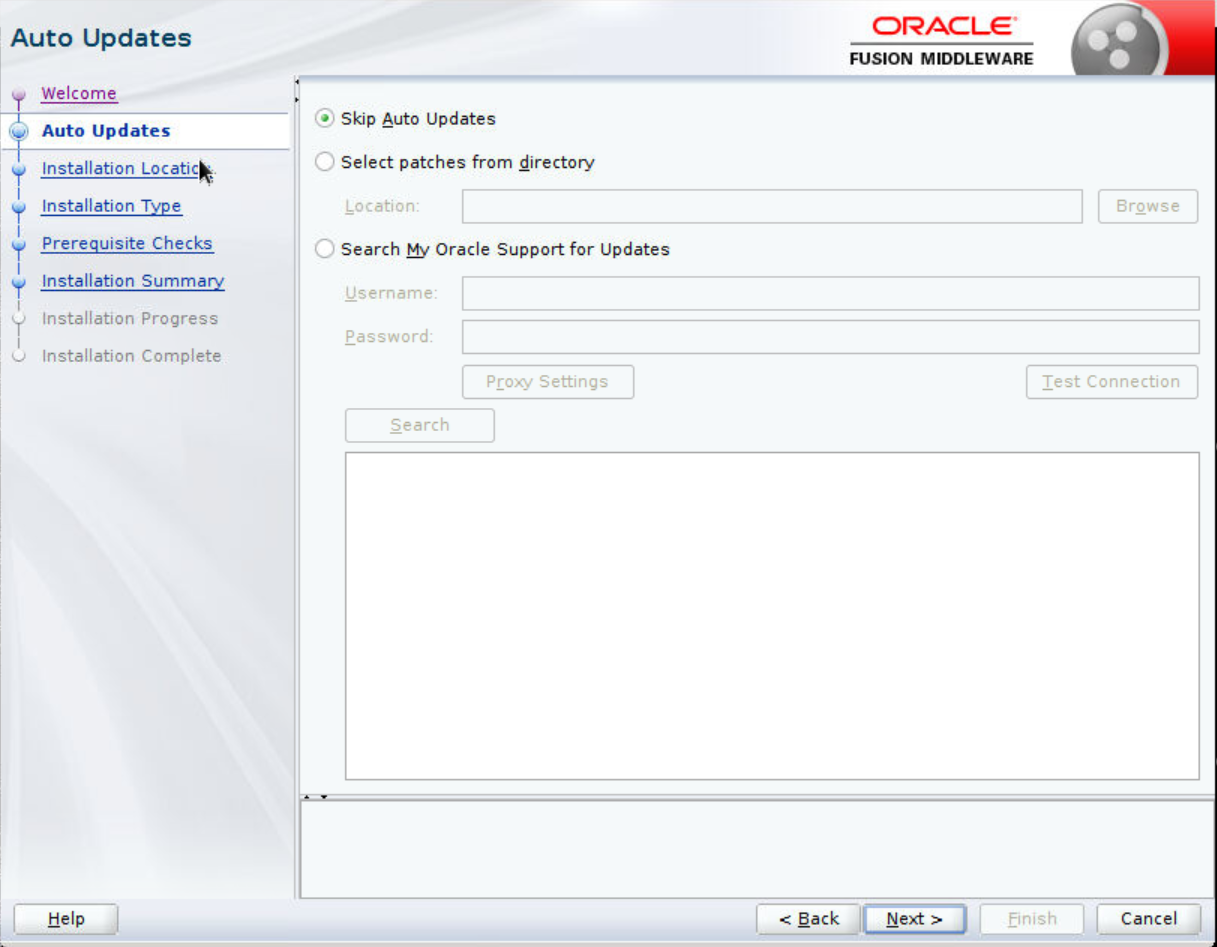 Auto Updates
ORACLE
FUSION MIDDLEWARE
Welcome
Auto Updates
Installation
Installation Type
Prerequisite Checks
Installation Summary
Installation Progress
Installation Complete
Skip Auto Updates
Select patches from directory
Location:
Browse
Search My Oracle Support for Updates
Username:
Password:
Proxy Settings
Test Connection
Search
Help
< Back
Next >
Finish
Cancel